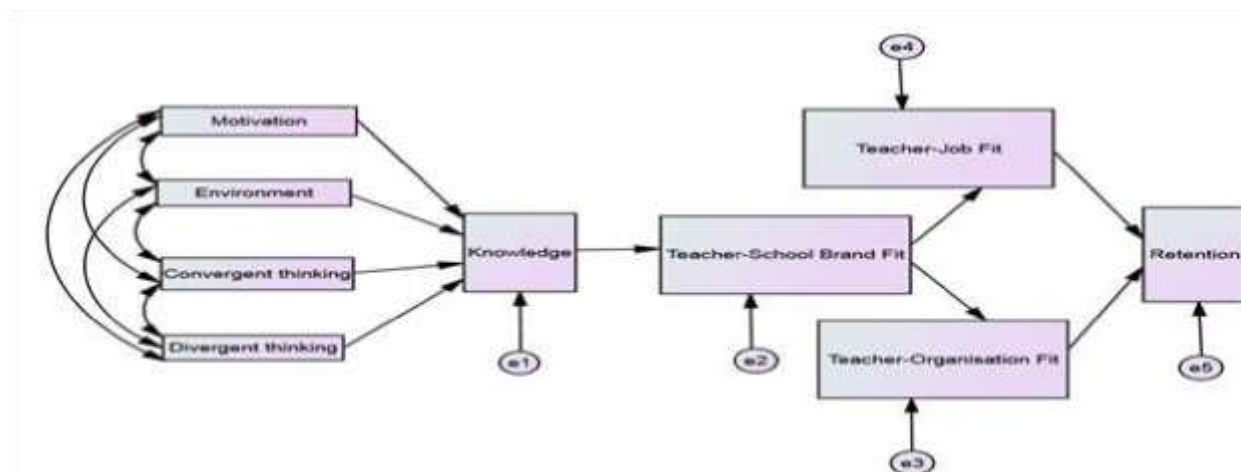 e4
Motivation
Teacher-Job Fit
Environment
Knowledge
Teacher-School Brand Fit
Retention
Convergent thinking
Divergent thinking
e1
e2
Teacher-Organisation Fit
e5
e3